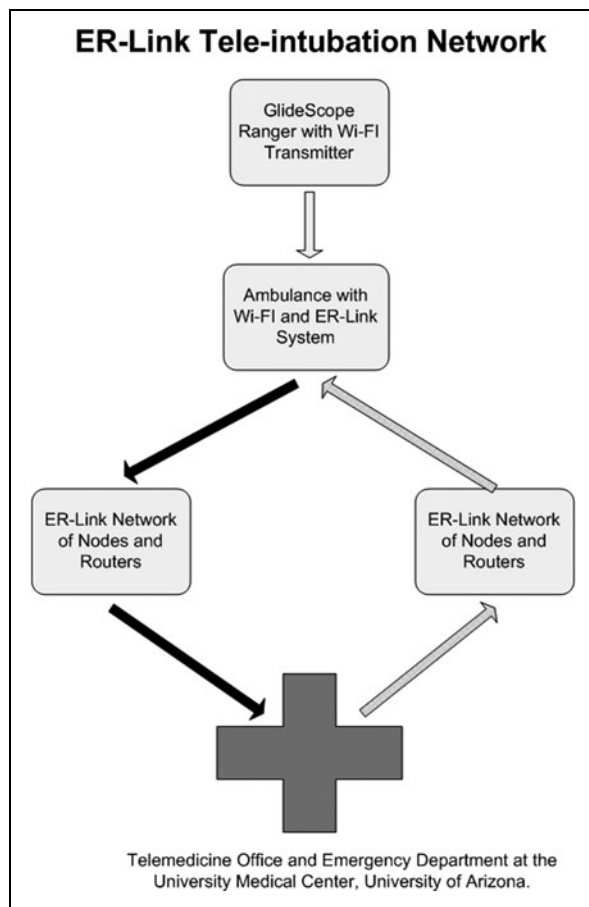 ER-Link Tele-intubation Network
GlideScope
Ranger with Wi-FI
Transmitter
Ambulance with
Wi-FI and ER-Link
System
ER-Link Network
of Nodes and
Routers
ER-Link Network
of Nodes and
Routers
Telemedicine Office and Emergency Department at the
University Medical Center, University of Arizona.